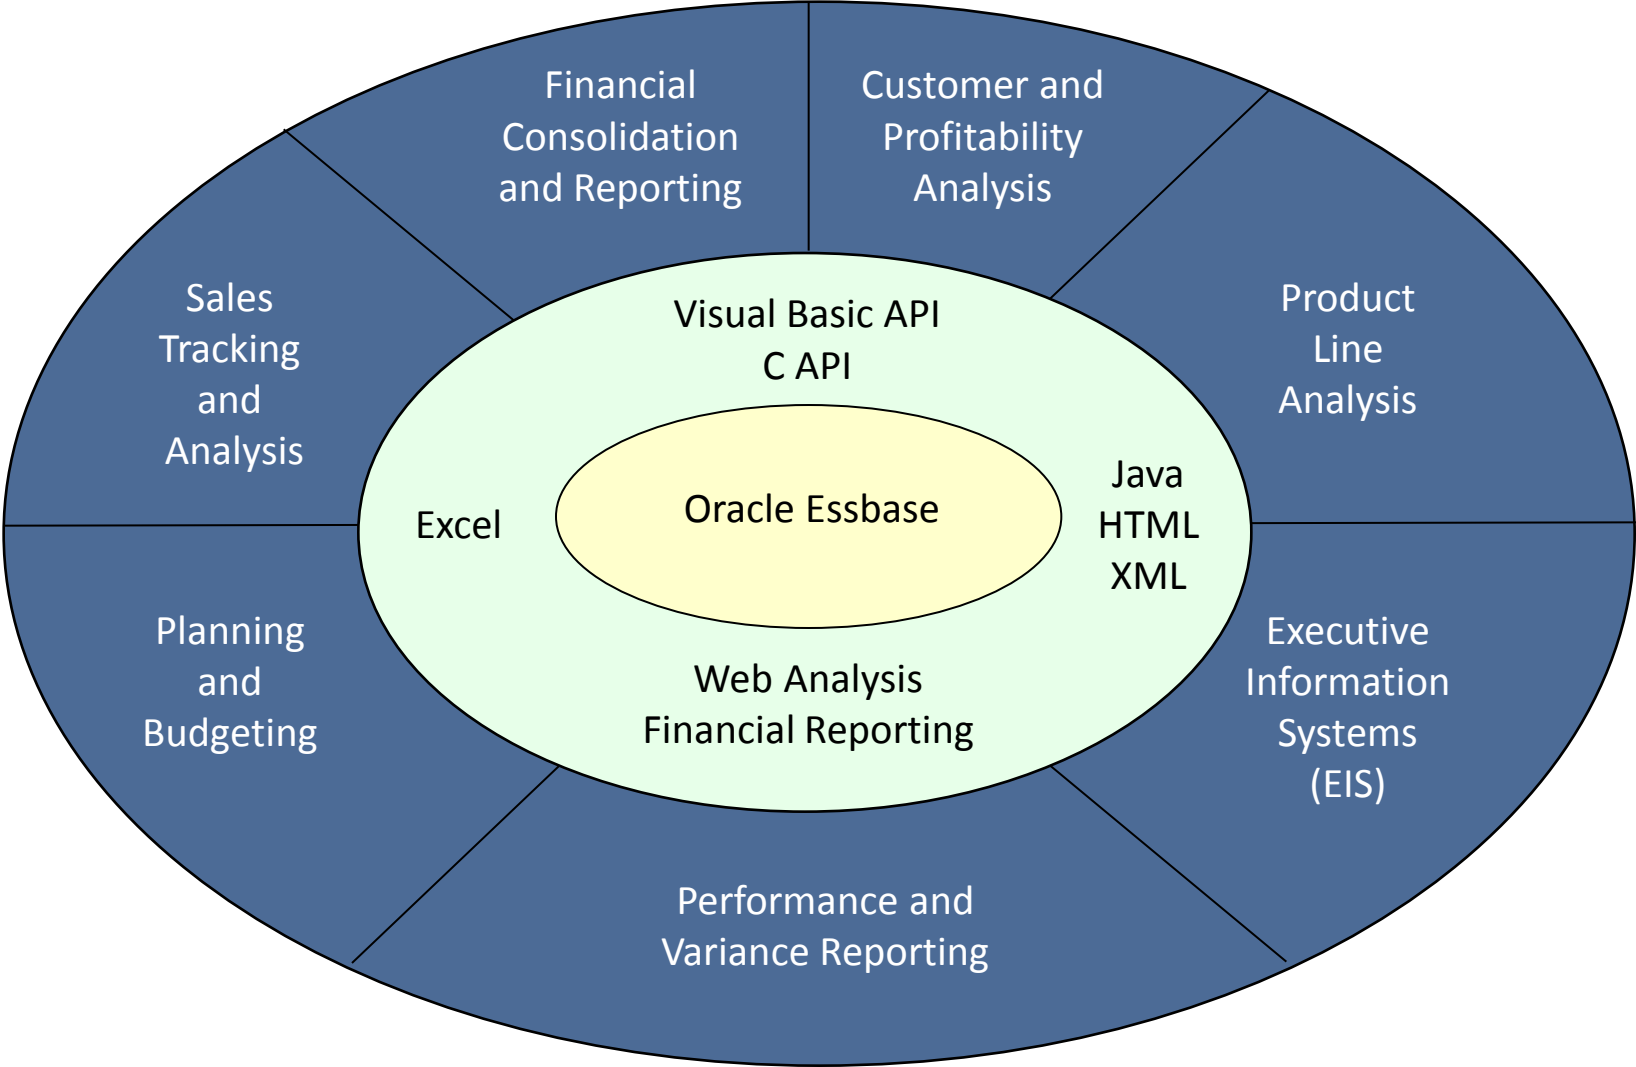 Financial
Consolidation
and Reporting
Customer and
Profitability
Analysis
Sales
Tracking
and
Analysis
Product
Line
Analysis
Visual Basic API
C API
Excel
Oracle Essbase
Java
HTML
XML
Web Analysis
Financial Reporting
Planning
and
Budgeting
Executive
Information
Systems
(EIS)
Performance and
Variance Reporting